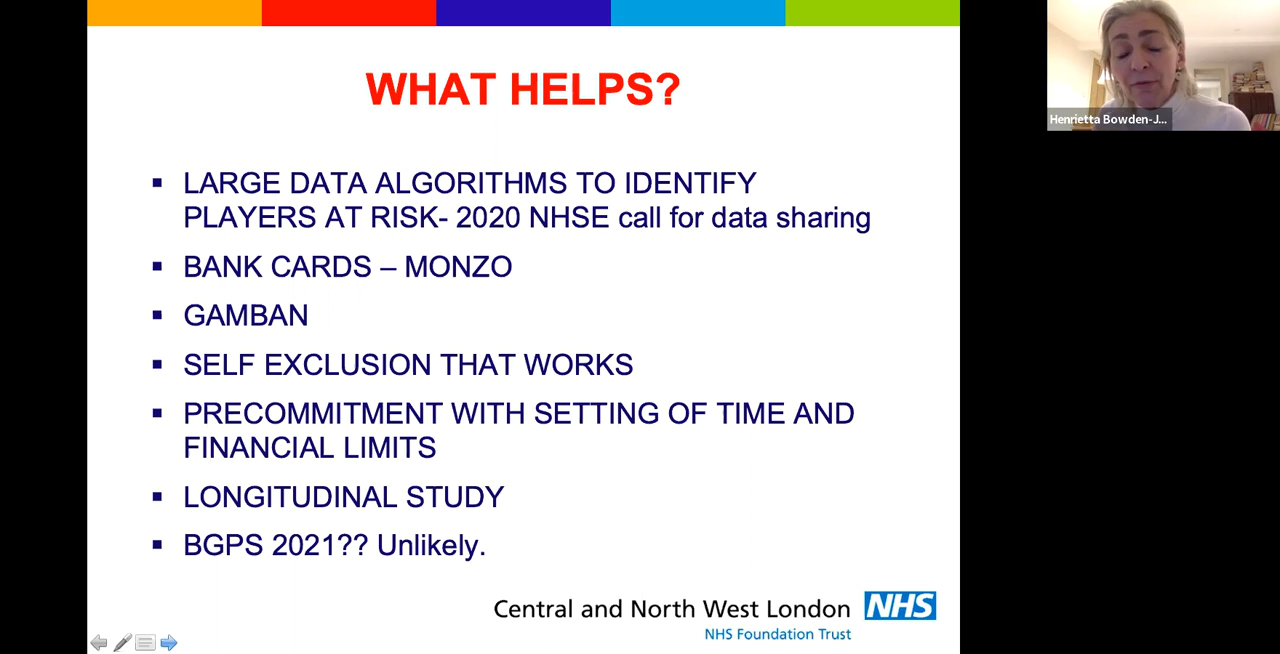 WHAT HELPS?
LARGE DATA ALGORITHMS TO IDENTIFY
PLAYERS AT RISK- 2020 NHSE call for data sharing
BANK CARDS – MONZO
GAMBAN
SELF EXCLUSION THAT WORKS
PRECOMMITMENT WITH SETTING OF TIME AND
FINANCIAL LIMITS
LONGITUDINAL STUDY
BGPS 2021?? Unlikely.
Central and North West London NHS
NHS Foundation Trust
Henrietta Bowden-J...